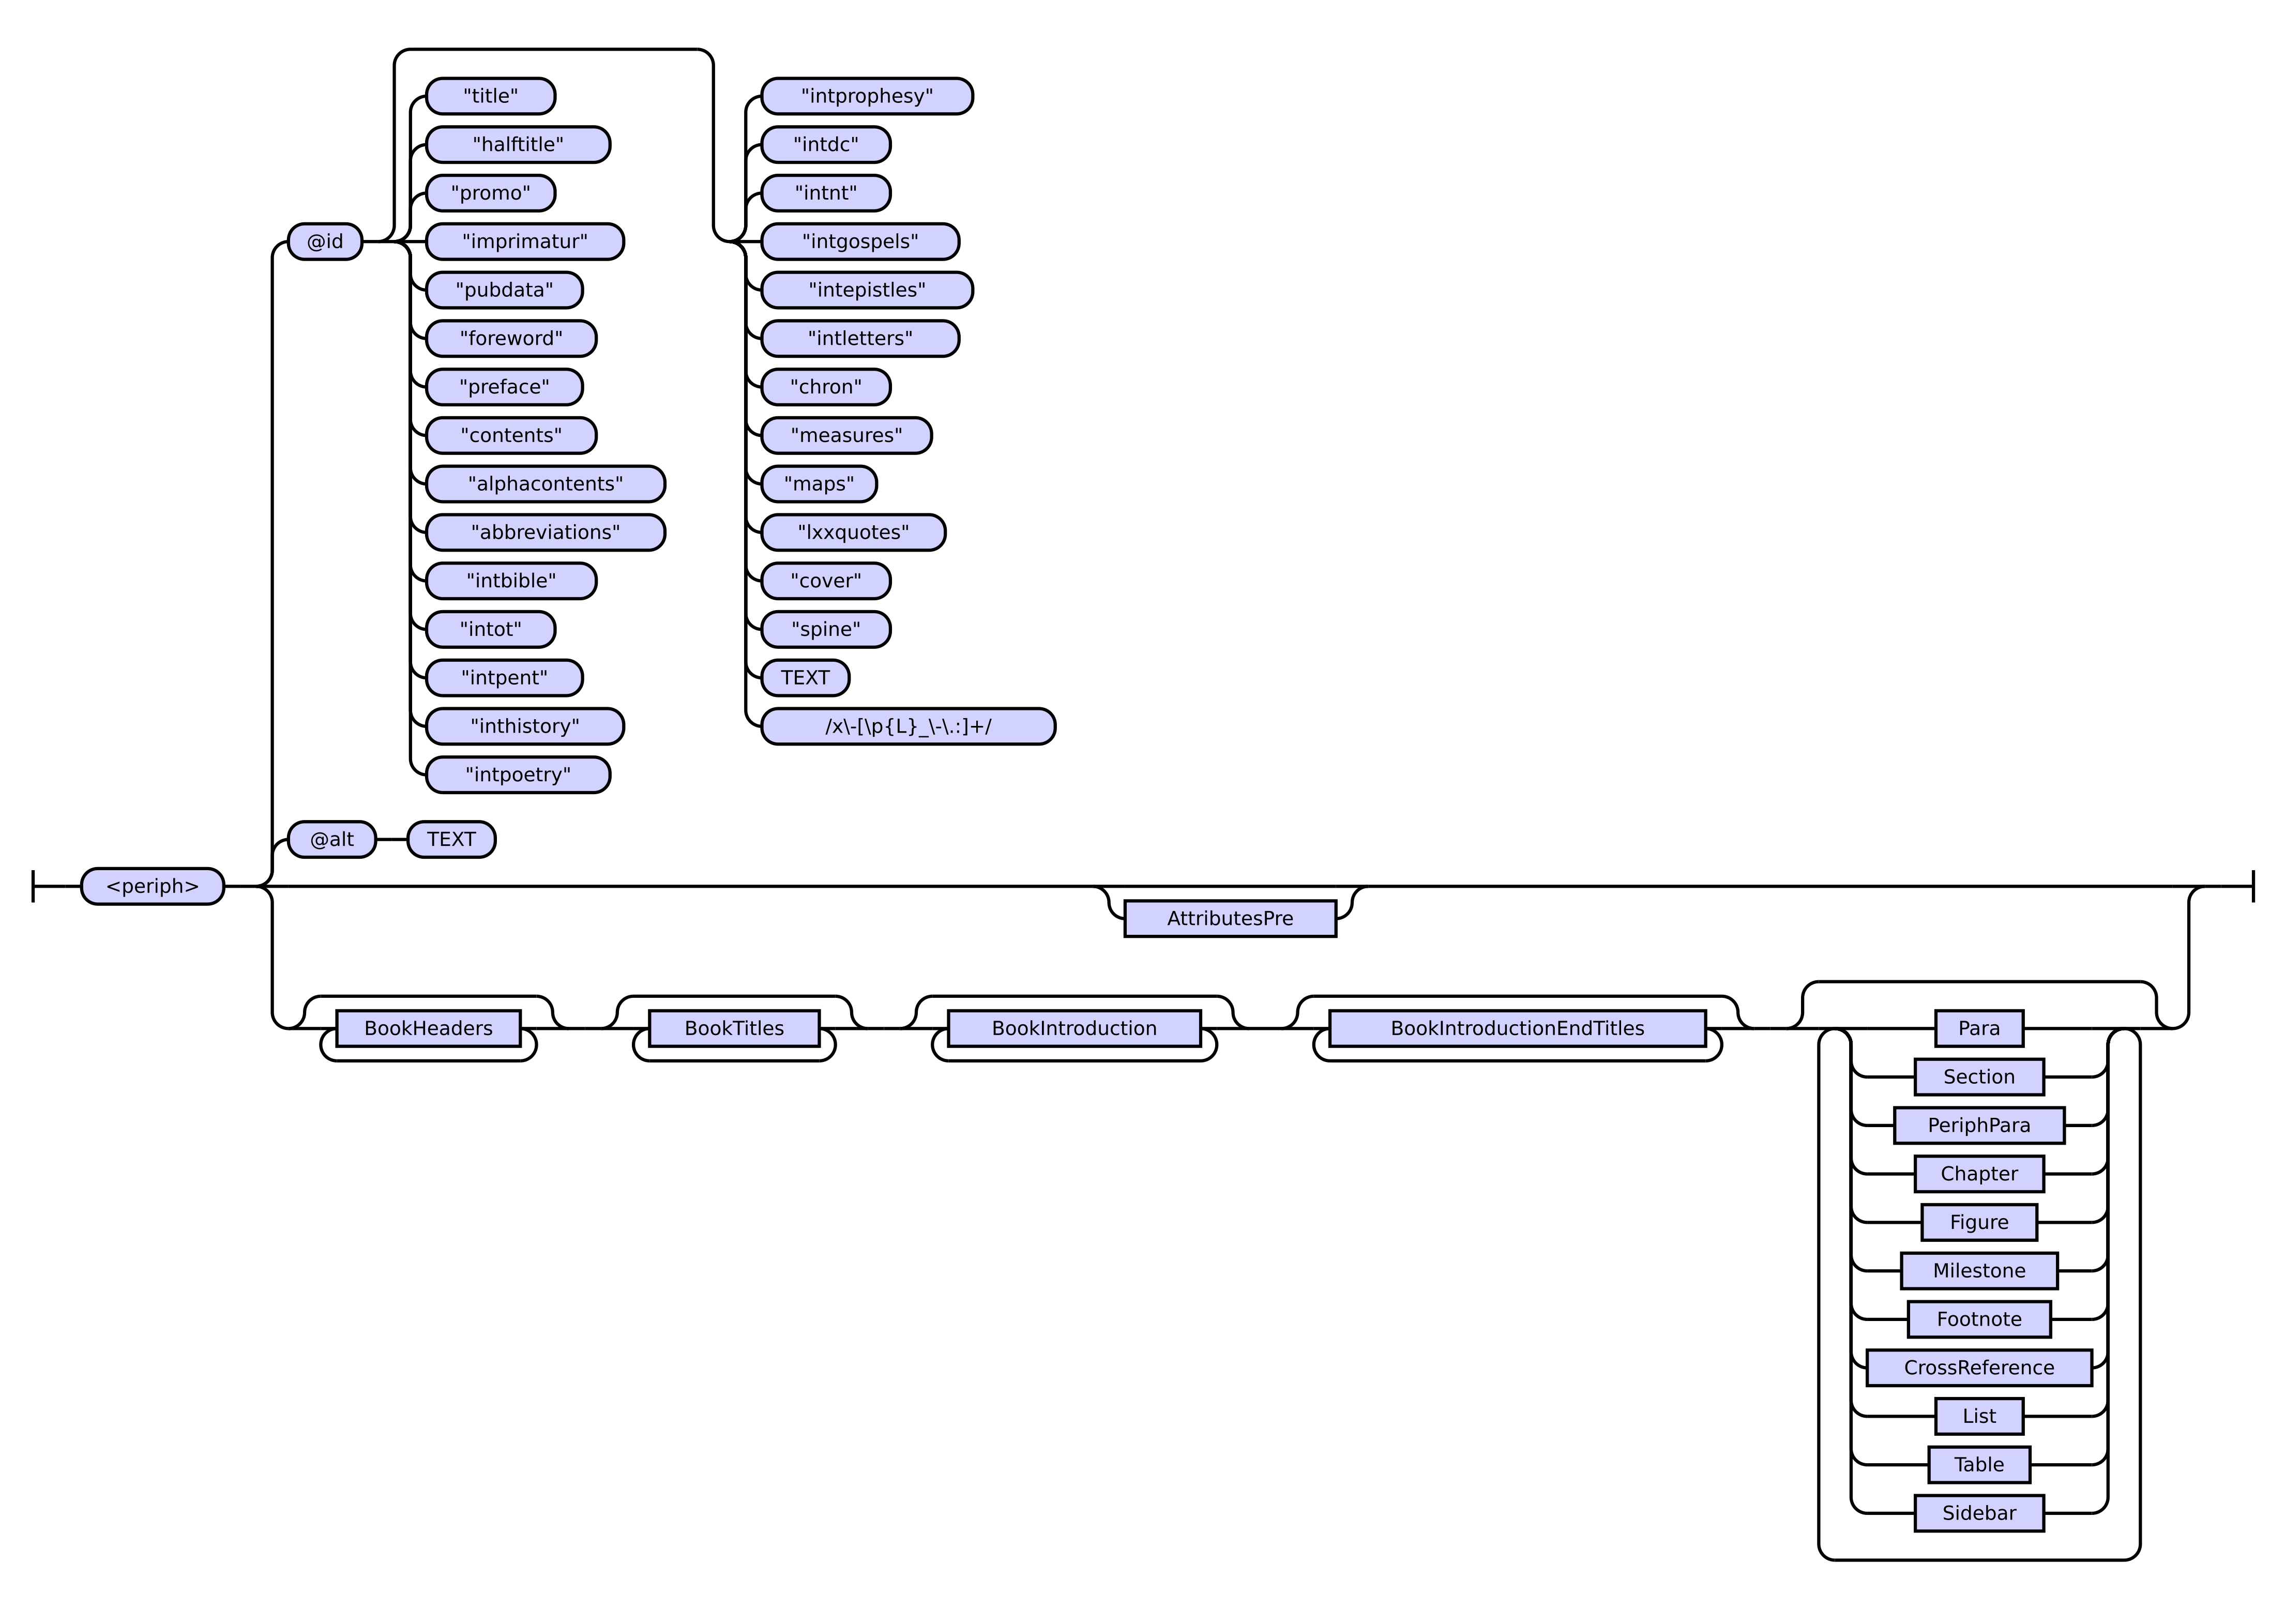 @id
"title"
"halftitle"
"promo"
"imprimatur"
"pubdata"
"foreword"
"preface"
"contents"
"alphacontents"
"abbreviations"
"intbible"
"intot"
"intpent"
"inthistory"
"intpoetry"
"intprophesy"
"intdc"
"intnt"
"intgospels"
"intepistles"
"intletters"
"chron"
"measures"
"maps"
"lxxquotes"
"cover"
"spine"
TEXT
/x\-[\p{L}_\-\.:]+/
@alt
TEXT
<periph>
AttributesPre
BookHeaders
BookTitles
BookIntroduction
BookIntroductionEndTitles
Para
Section
PeriphPara
Chapter
Figure
Milestone
Footnote
CrossReference
List
Table
Sidebar